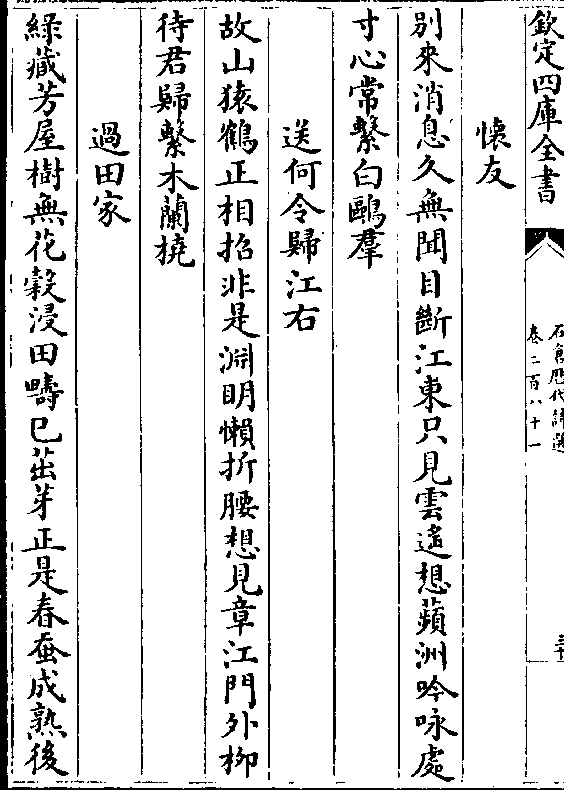 欽定四庫全書
石倉歷代詩選
卷二百八十一
懷友
別來消息久無聞目斷江東只見雲遙想蘋洲吟咏處
寸心常繫白鷗羣
送何令歸江右
故山猿鶴正相招非是淵明懶折腰想見章江門外柳
待君歸繫木蘭橈
過田家
綠藏芳屋樹無花穀浸田疇已茁芽正是春蚕成熟後